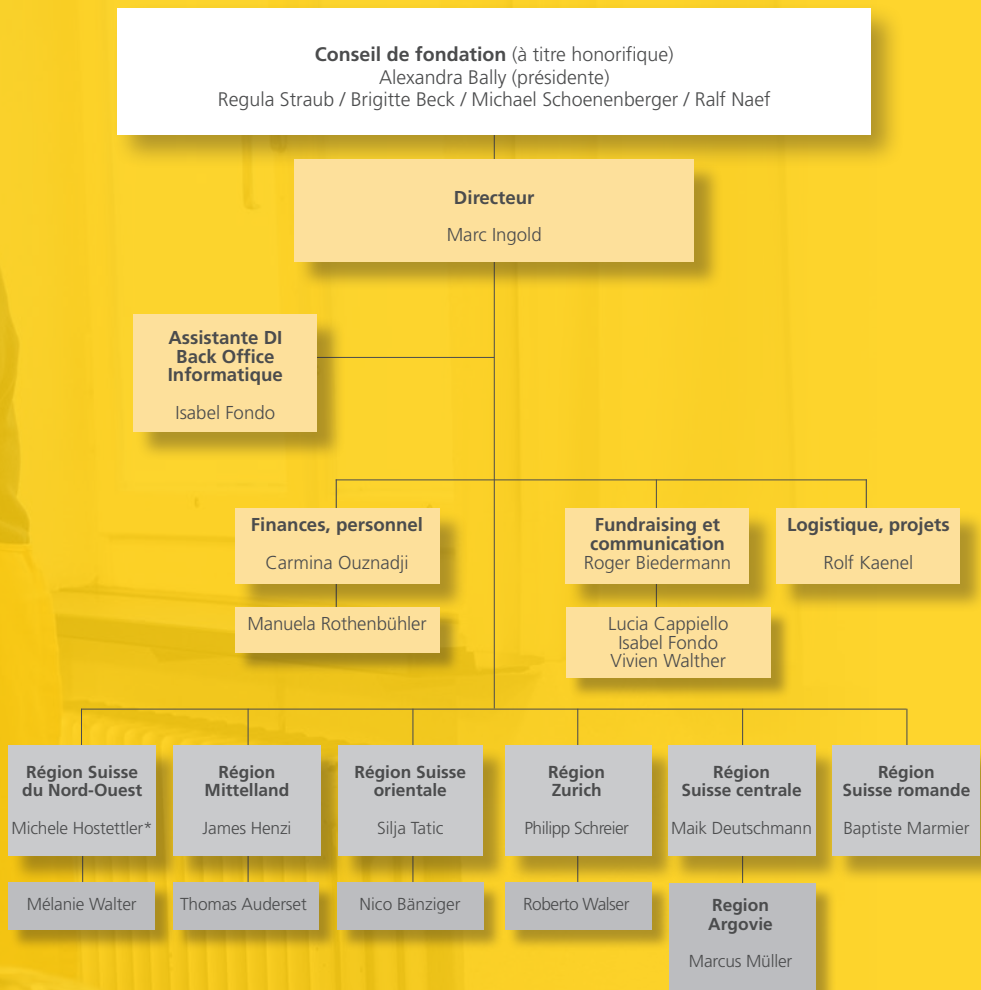 Conseil de fondation (à titre honorifique)
Alexandra Bally (présidente)
Regula Straub / Brigitte Beck / Michael Schoenenberger / Ralf Naef
Directeur
Marc Ingold
Assistante DI
Back Office
Informatique
Isabel Fondo
Finances, personnel
Carmina Ouznadji
Manuela Rothenbühler
Fundraising et
communication
Roger Biedermann
Lucia Cappiello
Isabel Fondo
Vivien Walther
Logistique, projets
Rolf Kaenel
Région Suisse
du Nord-Ouest
Michele Hostettler*
Mélanie Walter
Région
Mittelland
James Henzi
Thomas Auderset
Région Suisse
orientale
Silja Tatic
Nico Bänziger
Région
Zurich
Philipp Schreier
Roberto Walser
Région
Suisse centrale
Maik Deutschmann
Region
Argovie
Marcus Müller
Région
Suisse romande
Baptiste Marmier